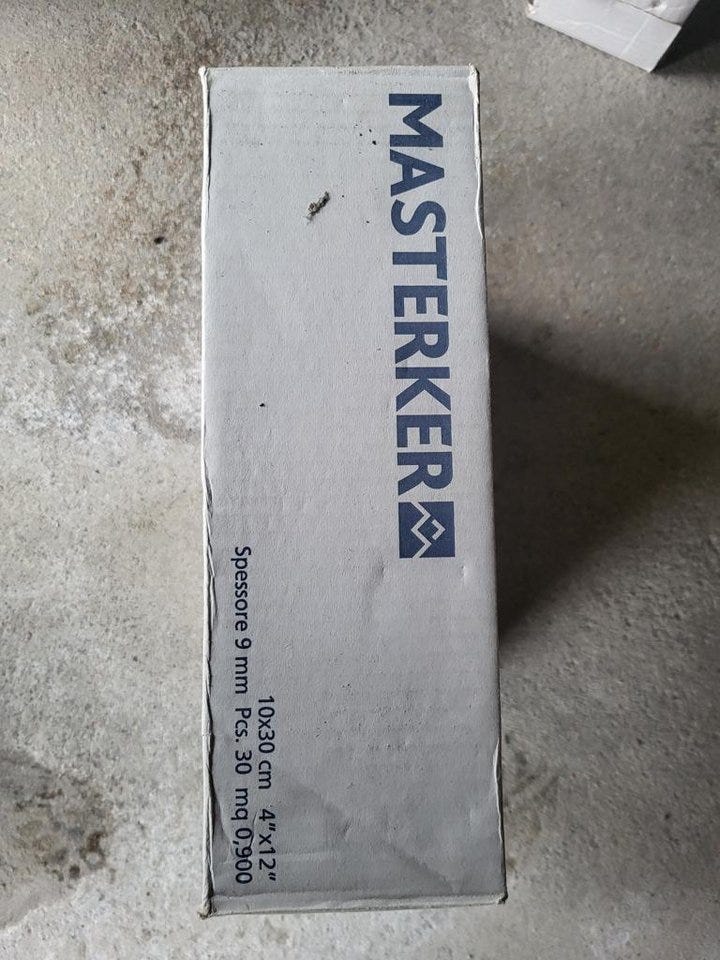 MASTERKER
10x30 cm 4"x12"
Spessore 9 mm Pcs. 30 mq 0,900